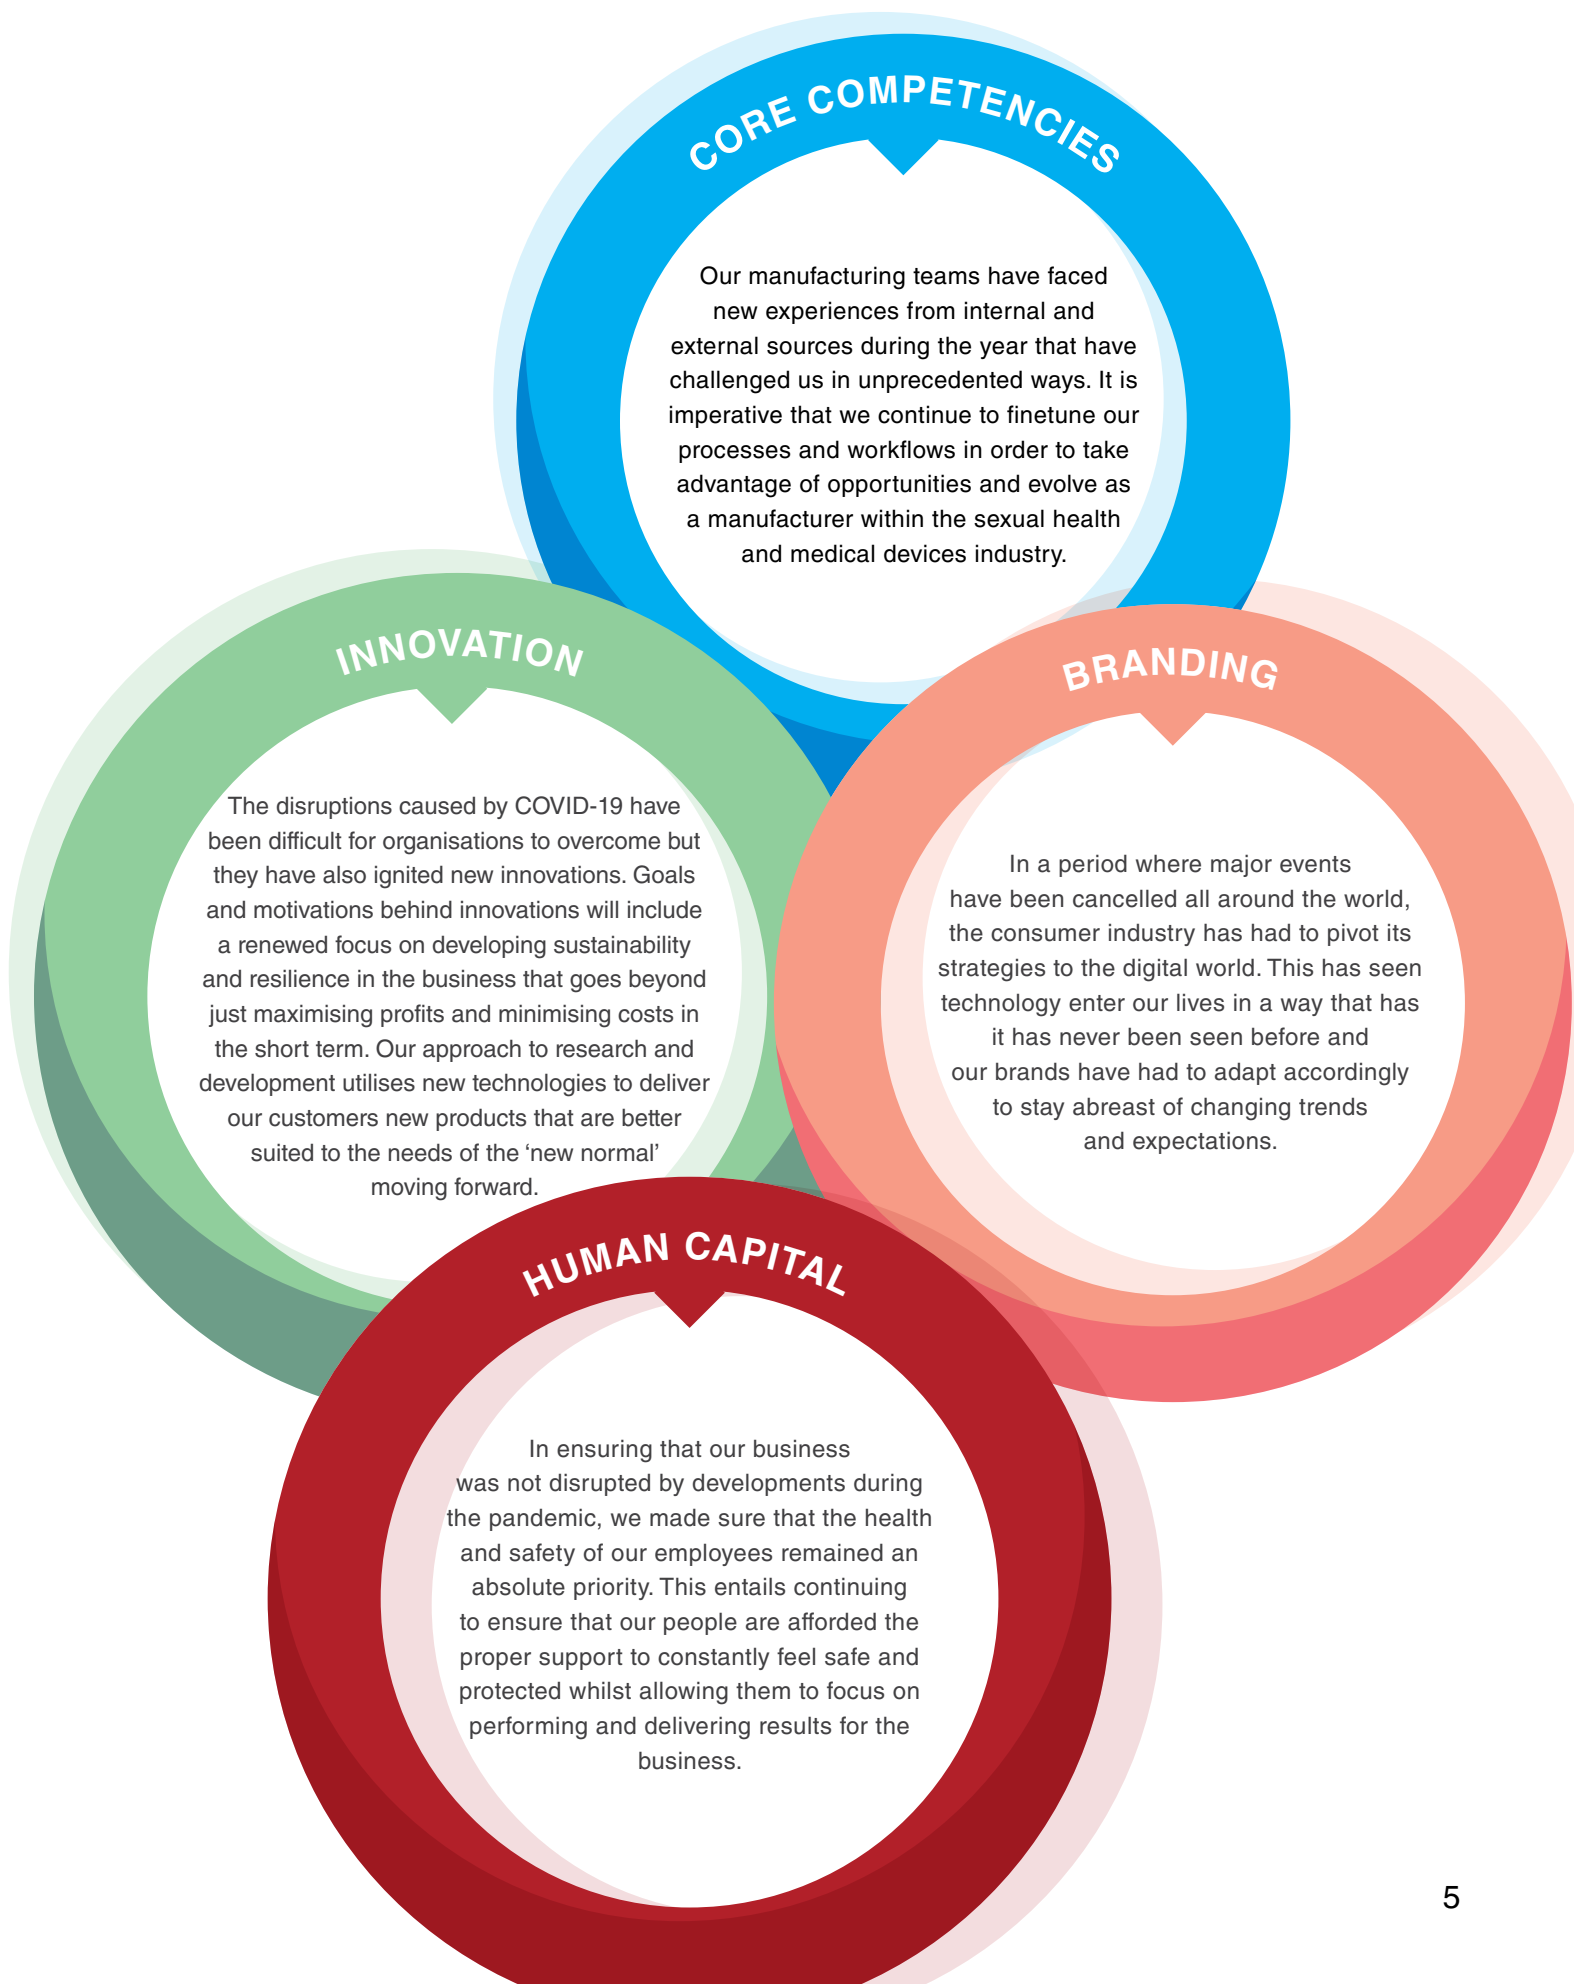 CORE COMPETENCIES
Our manufacturing teams have faced
new experiences from internal and
external sources during the year that have
challenged us in unprecedented ways. It is
imperative that we continue to finetune our
processes and workflows in order to take
advantage of opportunities and evolve as
a manufacturer within the sexual health
and medical devices industry.
INNOVATION
The disruptions caused by COVID-19 have
been difficult for organisations to overcome but
they have also ignited new innovations. Goals
and motivations behind innovations will include
a renewed focus on developing sustainability
and resilience in the business that goes beyond
just maximising profits and minimising costs in
the short term. Our approach to research and
development utilises new technologies to deliver
our customers new products that are better
suited to the needs of the ‘new normal’
moving forward.
BRANDING
In a period where major events
have been cancelled all around the world,
the consumer industry has had to pivot its
strategies to the digital world. This has seen
technology enter our lives in a way that has
it has never been seen before and
our brands have had to adapt accordingly
to stay abreast of changing trends
and expectations.
HUMAN CAPITAL
In ensuring that our business
was not disrupted by developments during
the pandemic, we made sure that the health
and safety of our employees remained an
absolute priority. This entails continuing
to ensure that our people are afforded the
proper support to constantly feel safe and
protected whilst allowing them to focus on
performing and delivering results for the
business.
5